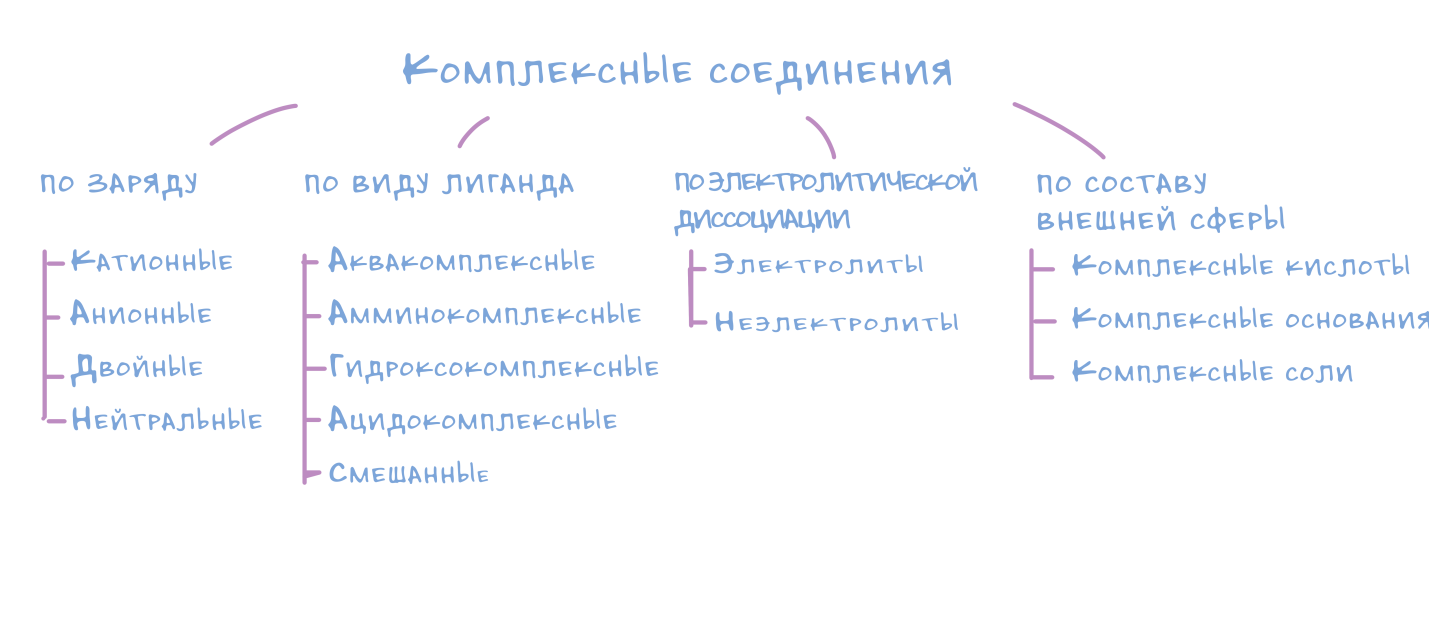 Комплексные соединения
по заряду
Катионные
Анионные
Двойные
Нейтральные
по виду лиганда
Аквакомплексные
Амминокомплексные
Гидроксокомплексные
Ацидокомплексные
Смешанные
по электролитической
диссоциации
Электролиты
Неэлектролиты
по составу
внешней сферы
Комплексные кислоты
Комплексные основания
Комплексные соли